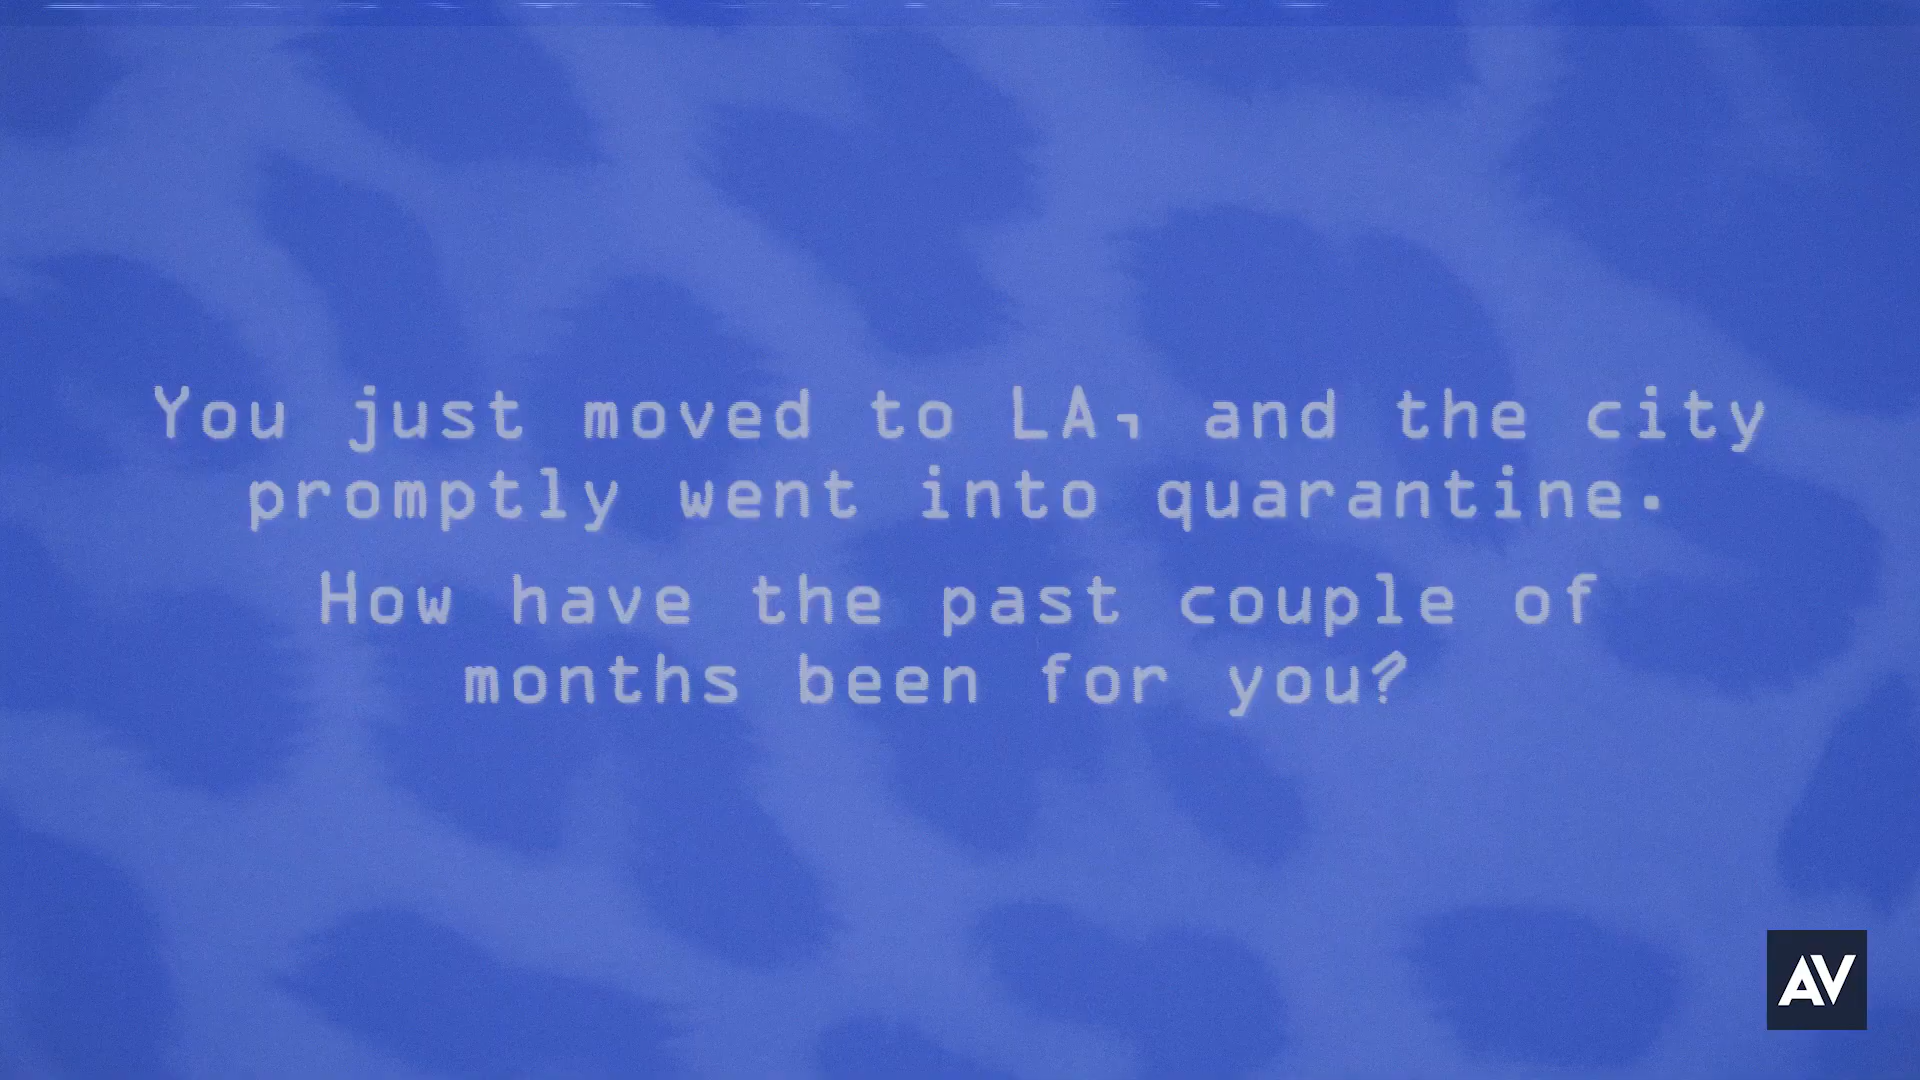 You just moved to LA, and the city
promptly went into quarantine.
How have the past couple of
months been for you?
AV